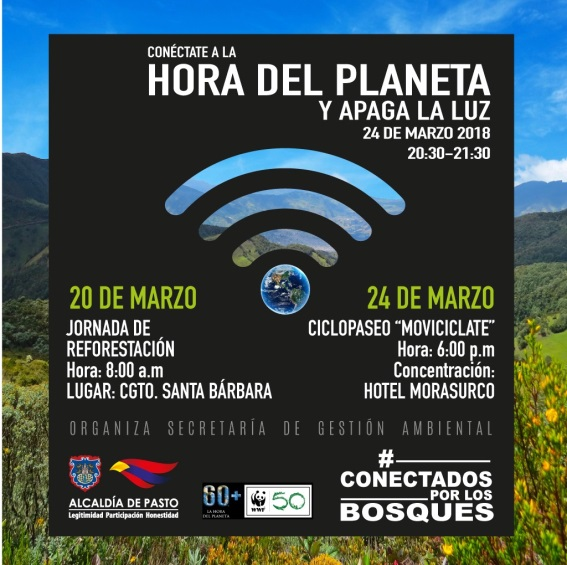 CONÉCTATE A LA
HORA DEL PLANETA
Y APAGA LA LUZ
24 DE MARZO 2018
20:30-21:30
20 DE MARZO
JORNADA DE
REFORESTACIÓN
Hora: 8:00 a.m
LUGAR: CGTO. SANTA BÁRBARA
24 DE MARZO
CICLOPASEO “MOVICICLATE”
Hora: 6:00 p.m
Concentración:
HOTEL MORASURCO
ORGANIZA SECRETARÍA DE GESTIÓN AMBIENTAL
ALCALDÍA DE PASTO
Legitimidad Participación Honestidad
60+
LA HORA
DEL PLANETA
WWF
50
#
CONECTADOS
POR LOS
BOSQUES